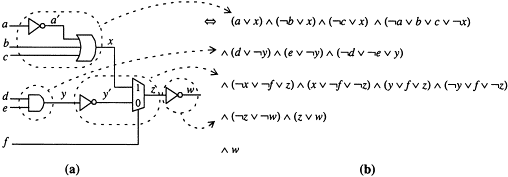 a a′ ⇔ (a ∨ x) ∧ (¬b ∨ x) ∧ (¬c ∨ x) ∧ (¬a ∨ b ∨ c ∨ ¬x)
b x
c ∧ (d ∨ ¬y) ∧ (e ∨ ¬y) ∧ (¬d ∨ ¬e ∨ y)
1 ∧ (¬x ∨ ¬f ∨ z) ∧ (x ∨ ¬f ∨ ¬z) ∧ (y ∨ f ∨ z) ∧ (¬y ∨ f ∨ ¬z)
d y y′ 0 z w
e
∧ (¬z ∨ ¬w) ∧ (z ∨ w)
f ∧ w
(a) (b)